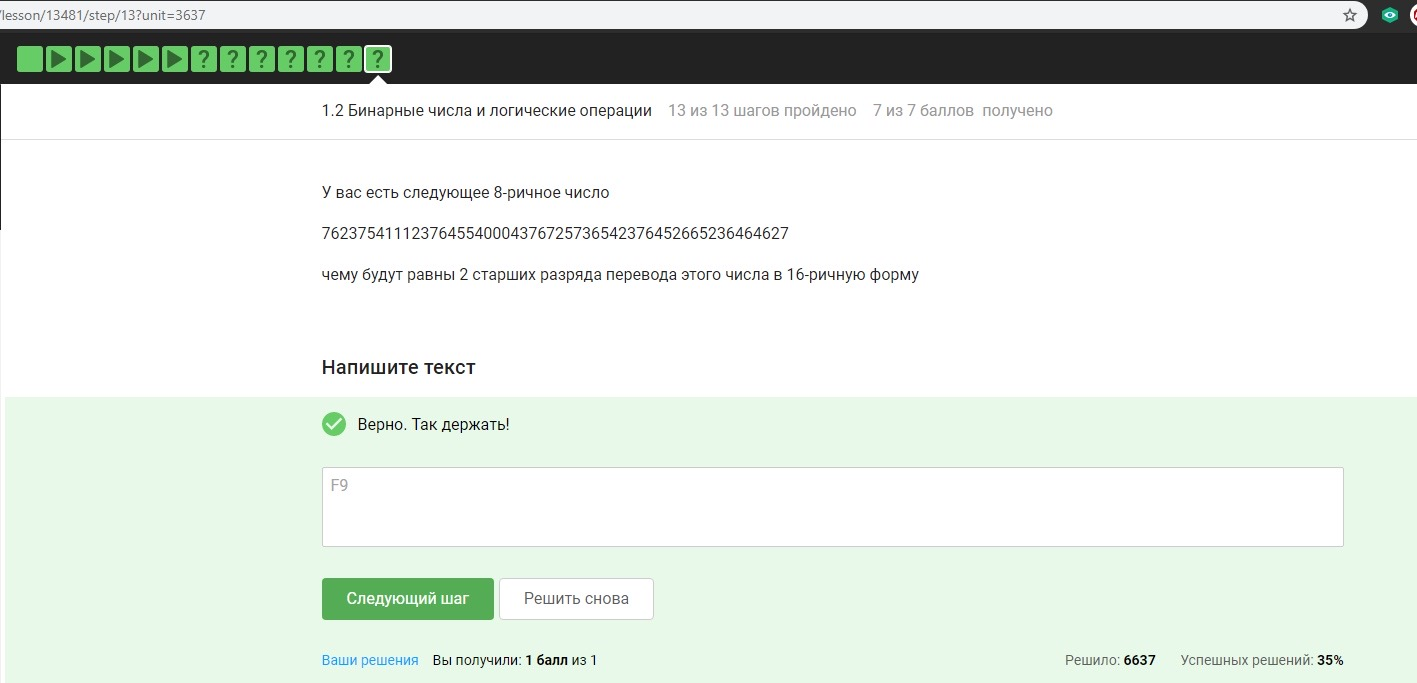 /lesson/13481/step/13?unit=3637
? ? ? ? ? ? ?
1.2 Бинарные числа и логические операции 13 из 13 шагов пройдено 7 из 7 баллов получено
У вас есть следующее 8-ричное число
76237541112376455400043767257365423764526652364​64627
чему будут равны 2 старших разряда перевода этого числа в 16-ричную форму
Напишите текст
Верно. Так держать!
F9
Следующий шаг Решить снова
Ваши решения Вы получили: 1 балл из 1 Решило: 6637 Успешных решений: 35%